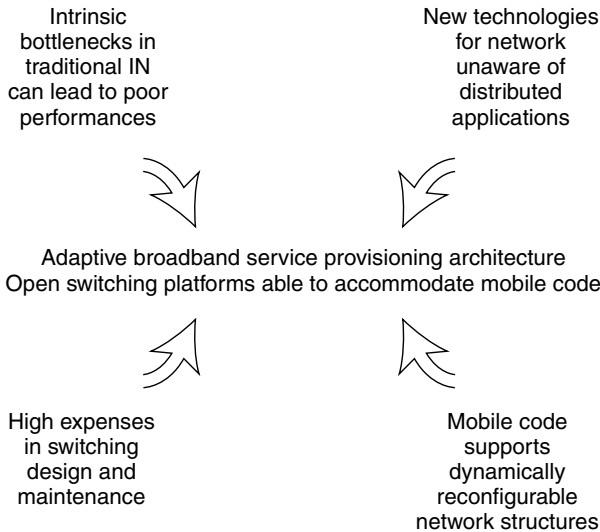 Intrinsic
bottlenecks in
traditional IN
can lead to poor
performances
New technologies
for network
unaware of
distributed
applications
Adaptive broadband service provisioning architecture
Open switching platforms able to accommodate mobile code
High expenses
in switching
design and
maintenance
Mobile code
supports
dynamically
reconfigurable
network structures